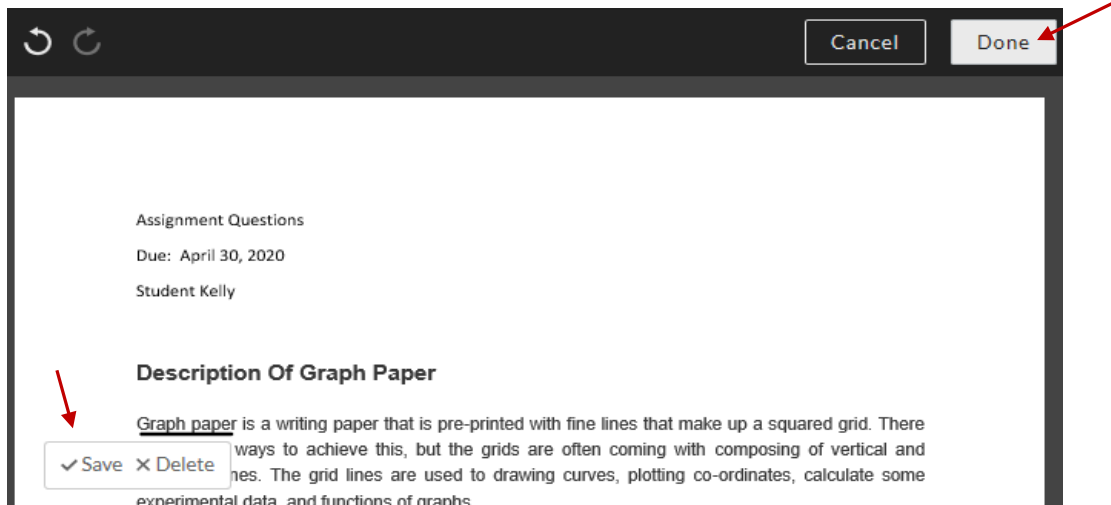 Cancel Done
Assignment Questions
Due: April 30, 2020
Student Kelly
Description Of Graph Paper
Graph paper is a writing paper that is pre-printed with fine lines that make up a squared grid. There
ways to achieve this, but the grids are often coming with composing of vertical and
Save Delete
nes. The grid lines are used to drawing curves, plotting co-ordinates, calculate some
experimental data, and functions of graphs.